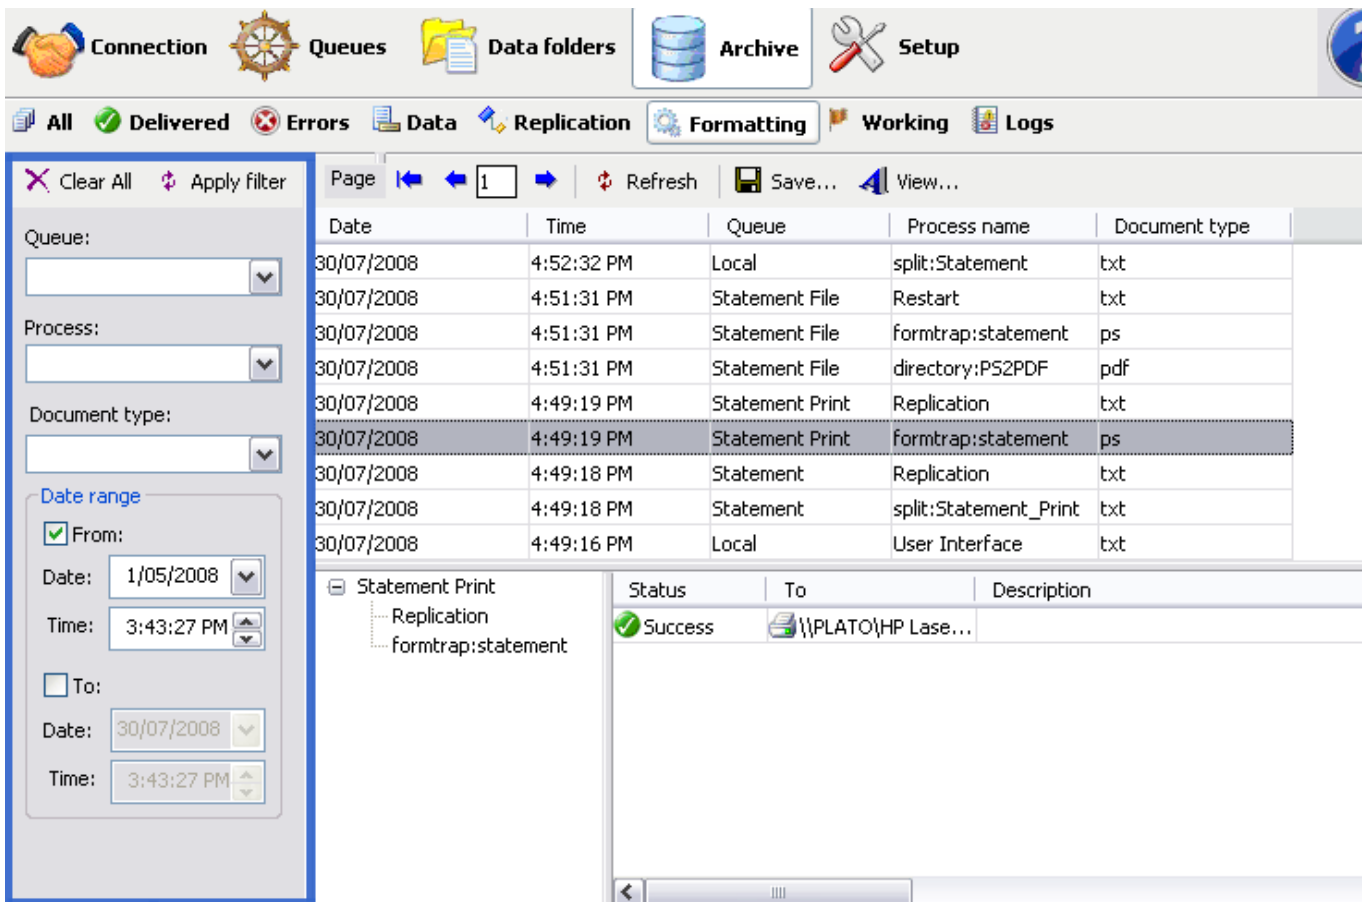 Connection Queues Data folders Archive Setup
All Delivered Errors Data Replication Formatting Working Logs
Clear All Apply filter
Queue:
Process:
Document type:
Date range
From:
Date: 1/05/2008
Time: 3:43:27 PM
To:
Date: 30/07/2008
Time: 3:43:27 PM
Page 1 Refresh Save... View...
Date Time Queue Process name Document type
30/07/2008 4:52:32 PM Local split:Statement txt
30/07/2008 4:51:31 PM Statement File Restart txt
30/07/2008 4:51:31 PM Statement File formtrap:statement ps
30/07/2008 4:51:31 PM Statement File directory:PS2PDF pdf
30/07/2008 4:49:19 PM Statement Print Replication txt
30/07/2008 4:49:19 PM Statement Print formtrap:statement ps
30/07/2008 4:49:18 PM Statement Replication txt
30/07/2008 4:49:18 PM Statement split:Statement_Print txt
30/07/2008 4:49:16 PM Local User Interface txt
Statement Print
Replication
formtrap:statement
Status To Description
Success \\PLATO\HP Lase...